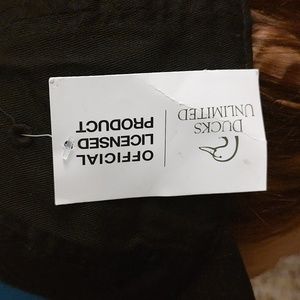 OFFICIAL
LICENSED
PRODUCT
DUCKS
UNLIMITED